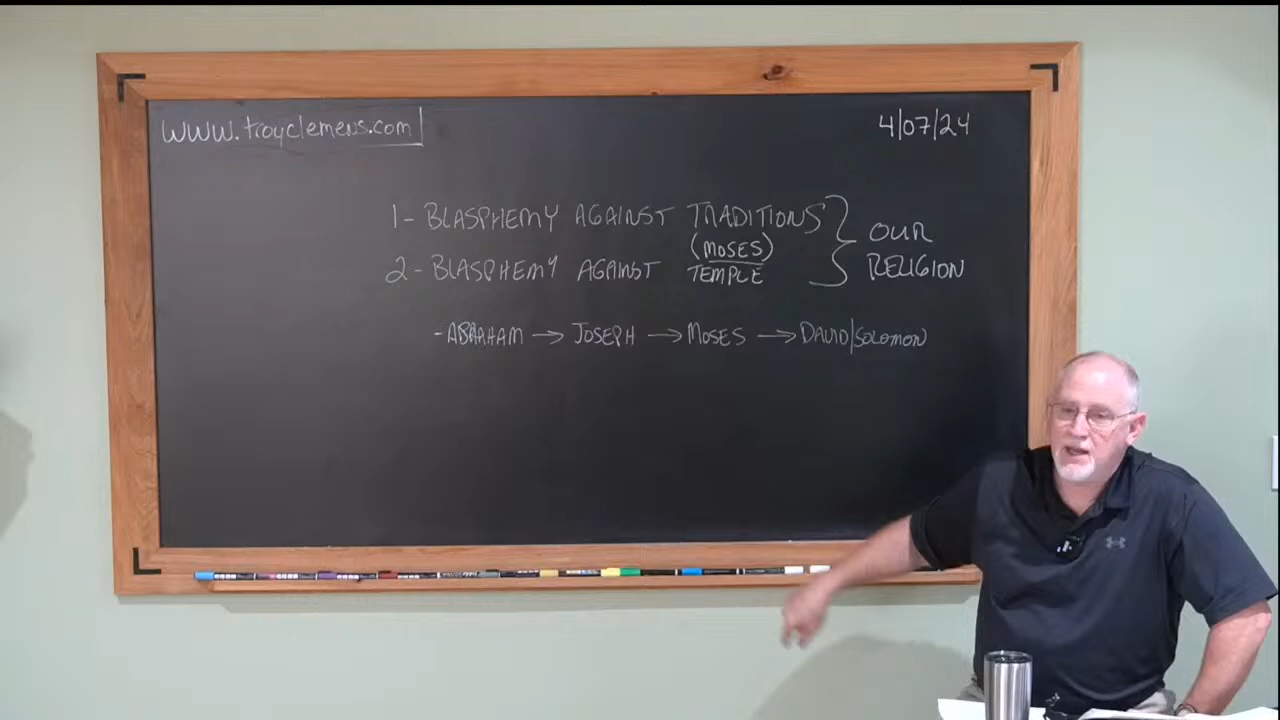 www.troyclemens.com
4/07/24
1- BLASPHEMY AGAINST TRADITIONS
(MOSES)
2- BLASPHEMY AGAINST TEMPLE
OUR
RELIGION
-ABRAHAM → JOSEPH → MOSES → DAVID/SOLOMON